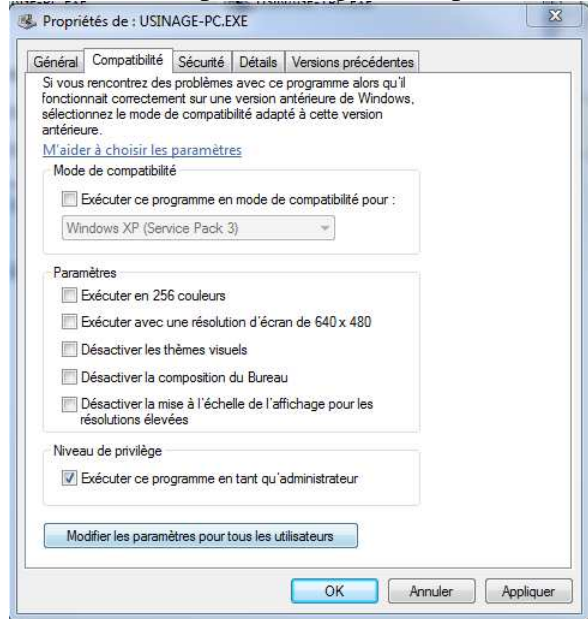 Propriétés de : USINAGE-PC.EXE
Général Compatibilité Sécurité Détails Versions précédentes
Si vous rencontrez des problèmes avec ce programme alors qu'il
fonctionnait correctement sur une version antérieure de Windows,
sélectionnez le mode de compatibilité adapté à cette version
antérieure.
M'aider à choisir les paramètres
Mode de compatibilité
Exécuter ce programme en mode de compatibilité pour :
Windows XP (Service Pack 3)
Paramètres
Exécuter en 256 couleurs
Exécuter avec une résolution d'écran de 640 x 480
Désactiver les thèmes visuels
Désactiver la composition du Bureau
Désactiver la mise à l'échelle de l'affichage pour les
résolutions élevées
Niveau de privilège
Exécuter ce programme en tant qu'administrateur
Modifier les paramètres pour tous les utilisateurs
OK Annuler Appliquer